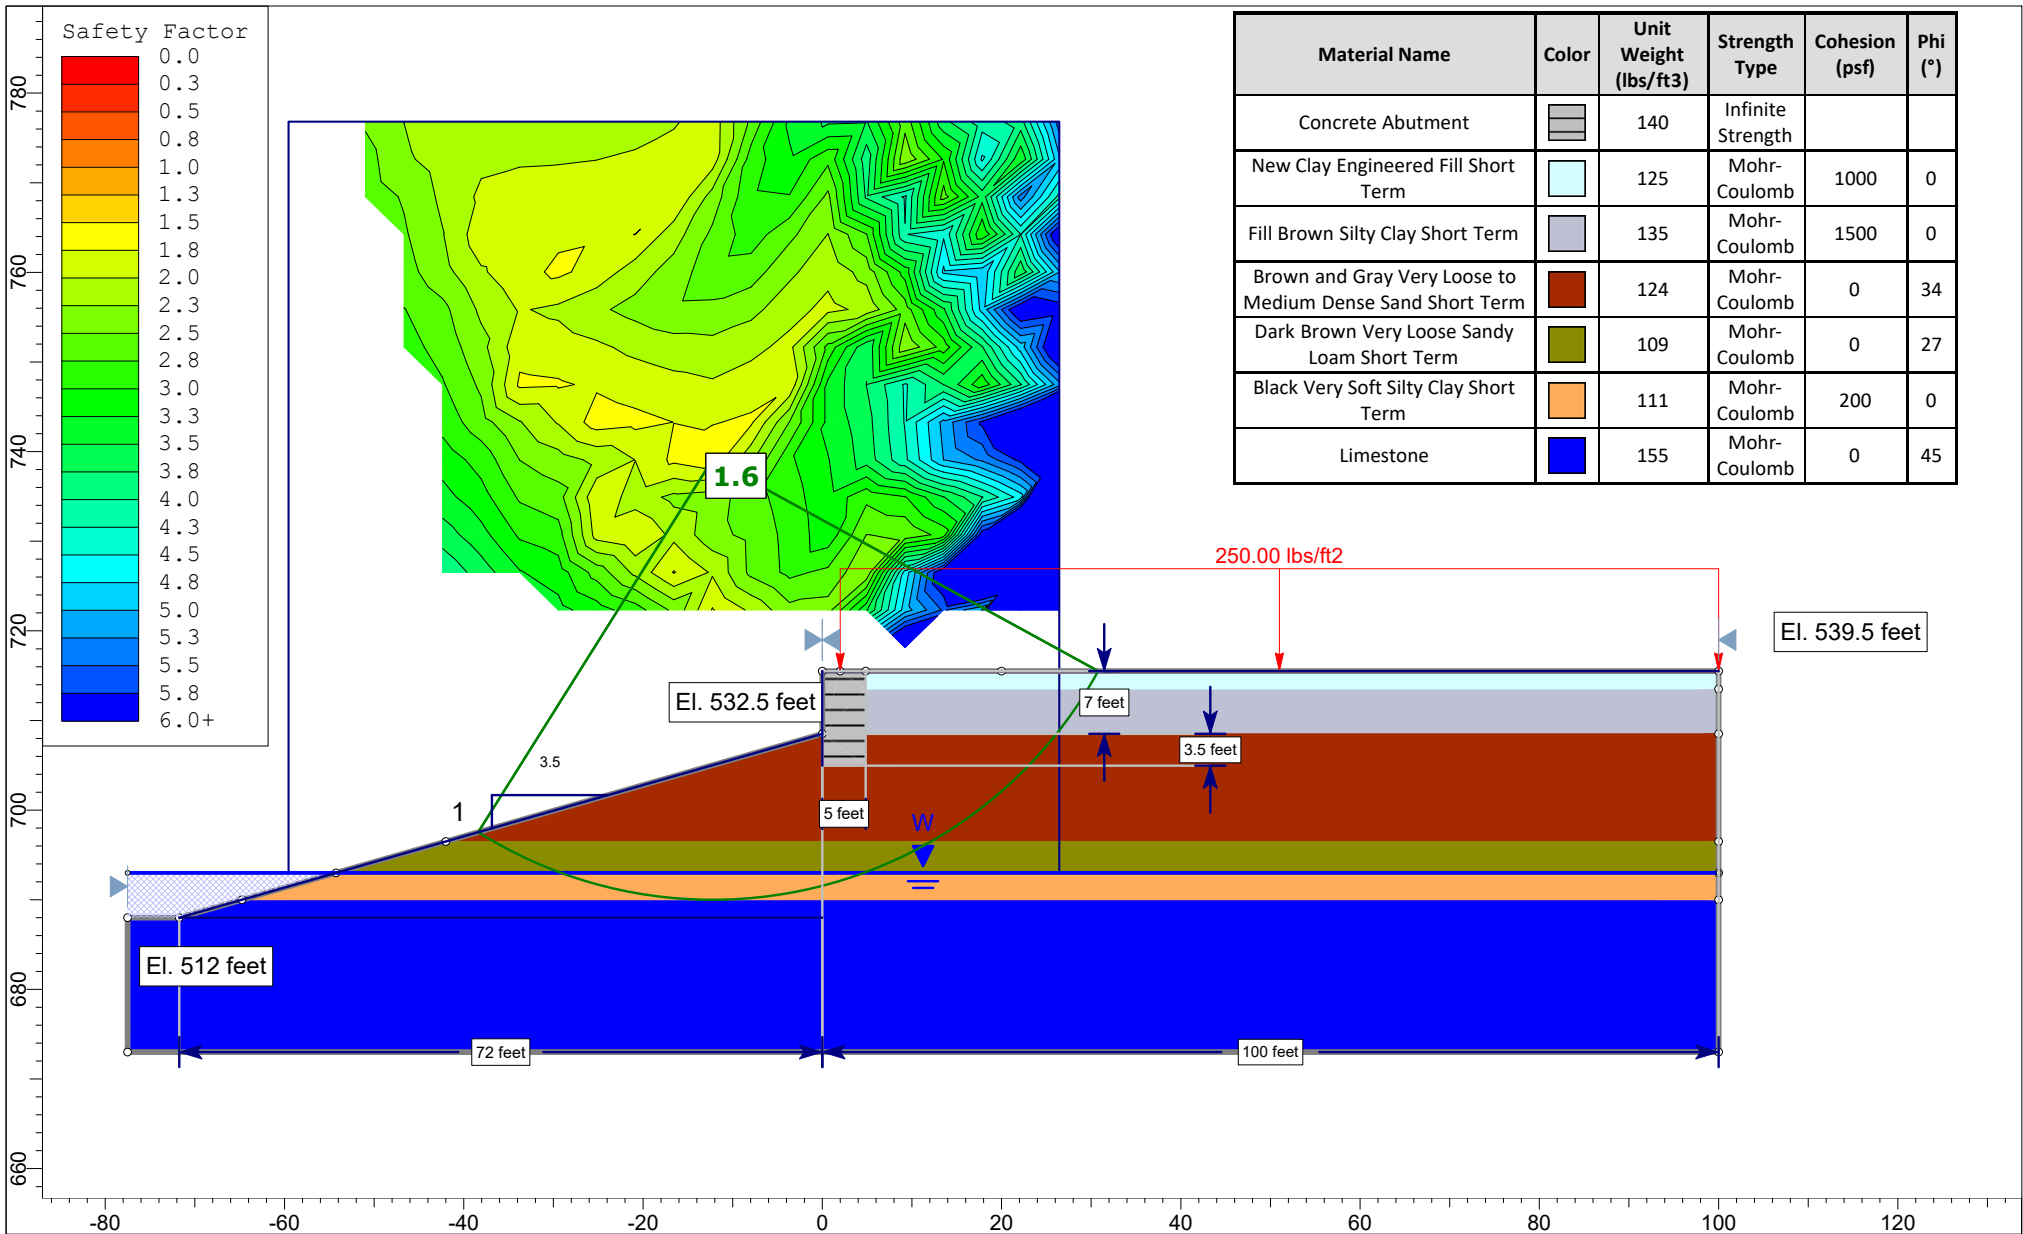 Safety Factor
0.0
0.3
0.5
0.8
1.0
1.3
1.5
1.8
2.0
2.3
2.5
2.8
3.0
3.3
3.5
3.8
4.0
4.3
4.5
4.8
5.0
5.3
5.5
5.8
6.0+
Material Name Color Unit Weight (lbs/ft3) Strength Type Cohesion (psf) Phi (°)
Concrete Abutment 140 Infinite Strength
New Clay Engineered Fill Short Term 125 Mohr-Coulomb 1000 0
Fill Brown Silty Clay Short Term 135 Mohr-Coulomb 1500 0
Brown and Gray Very Loose to Medium Dense Sand Short Term 124 Mohr-Coulomb 0 34
Dark Brown Very Loose Sandy Loam Short Term 109 Mohr-Coulomb 0 27
Black Very Soft Silty Clay Short Term 111 Mohr-Coulomb 200 0
Limestone 155 Mohr-Coulomb 0 45
1.6
250.00 lbs/ft2
El. 539.5 feet
El. 532.5 feet
7 feet
3.5 feet
3.5
1
5 feet
W
El. 512 feet
72 feet
100 feet
780
760
740
720
700
680
660
-80 -60 -40 -20 0 20 40 60 80 100 120